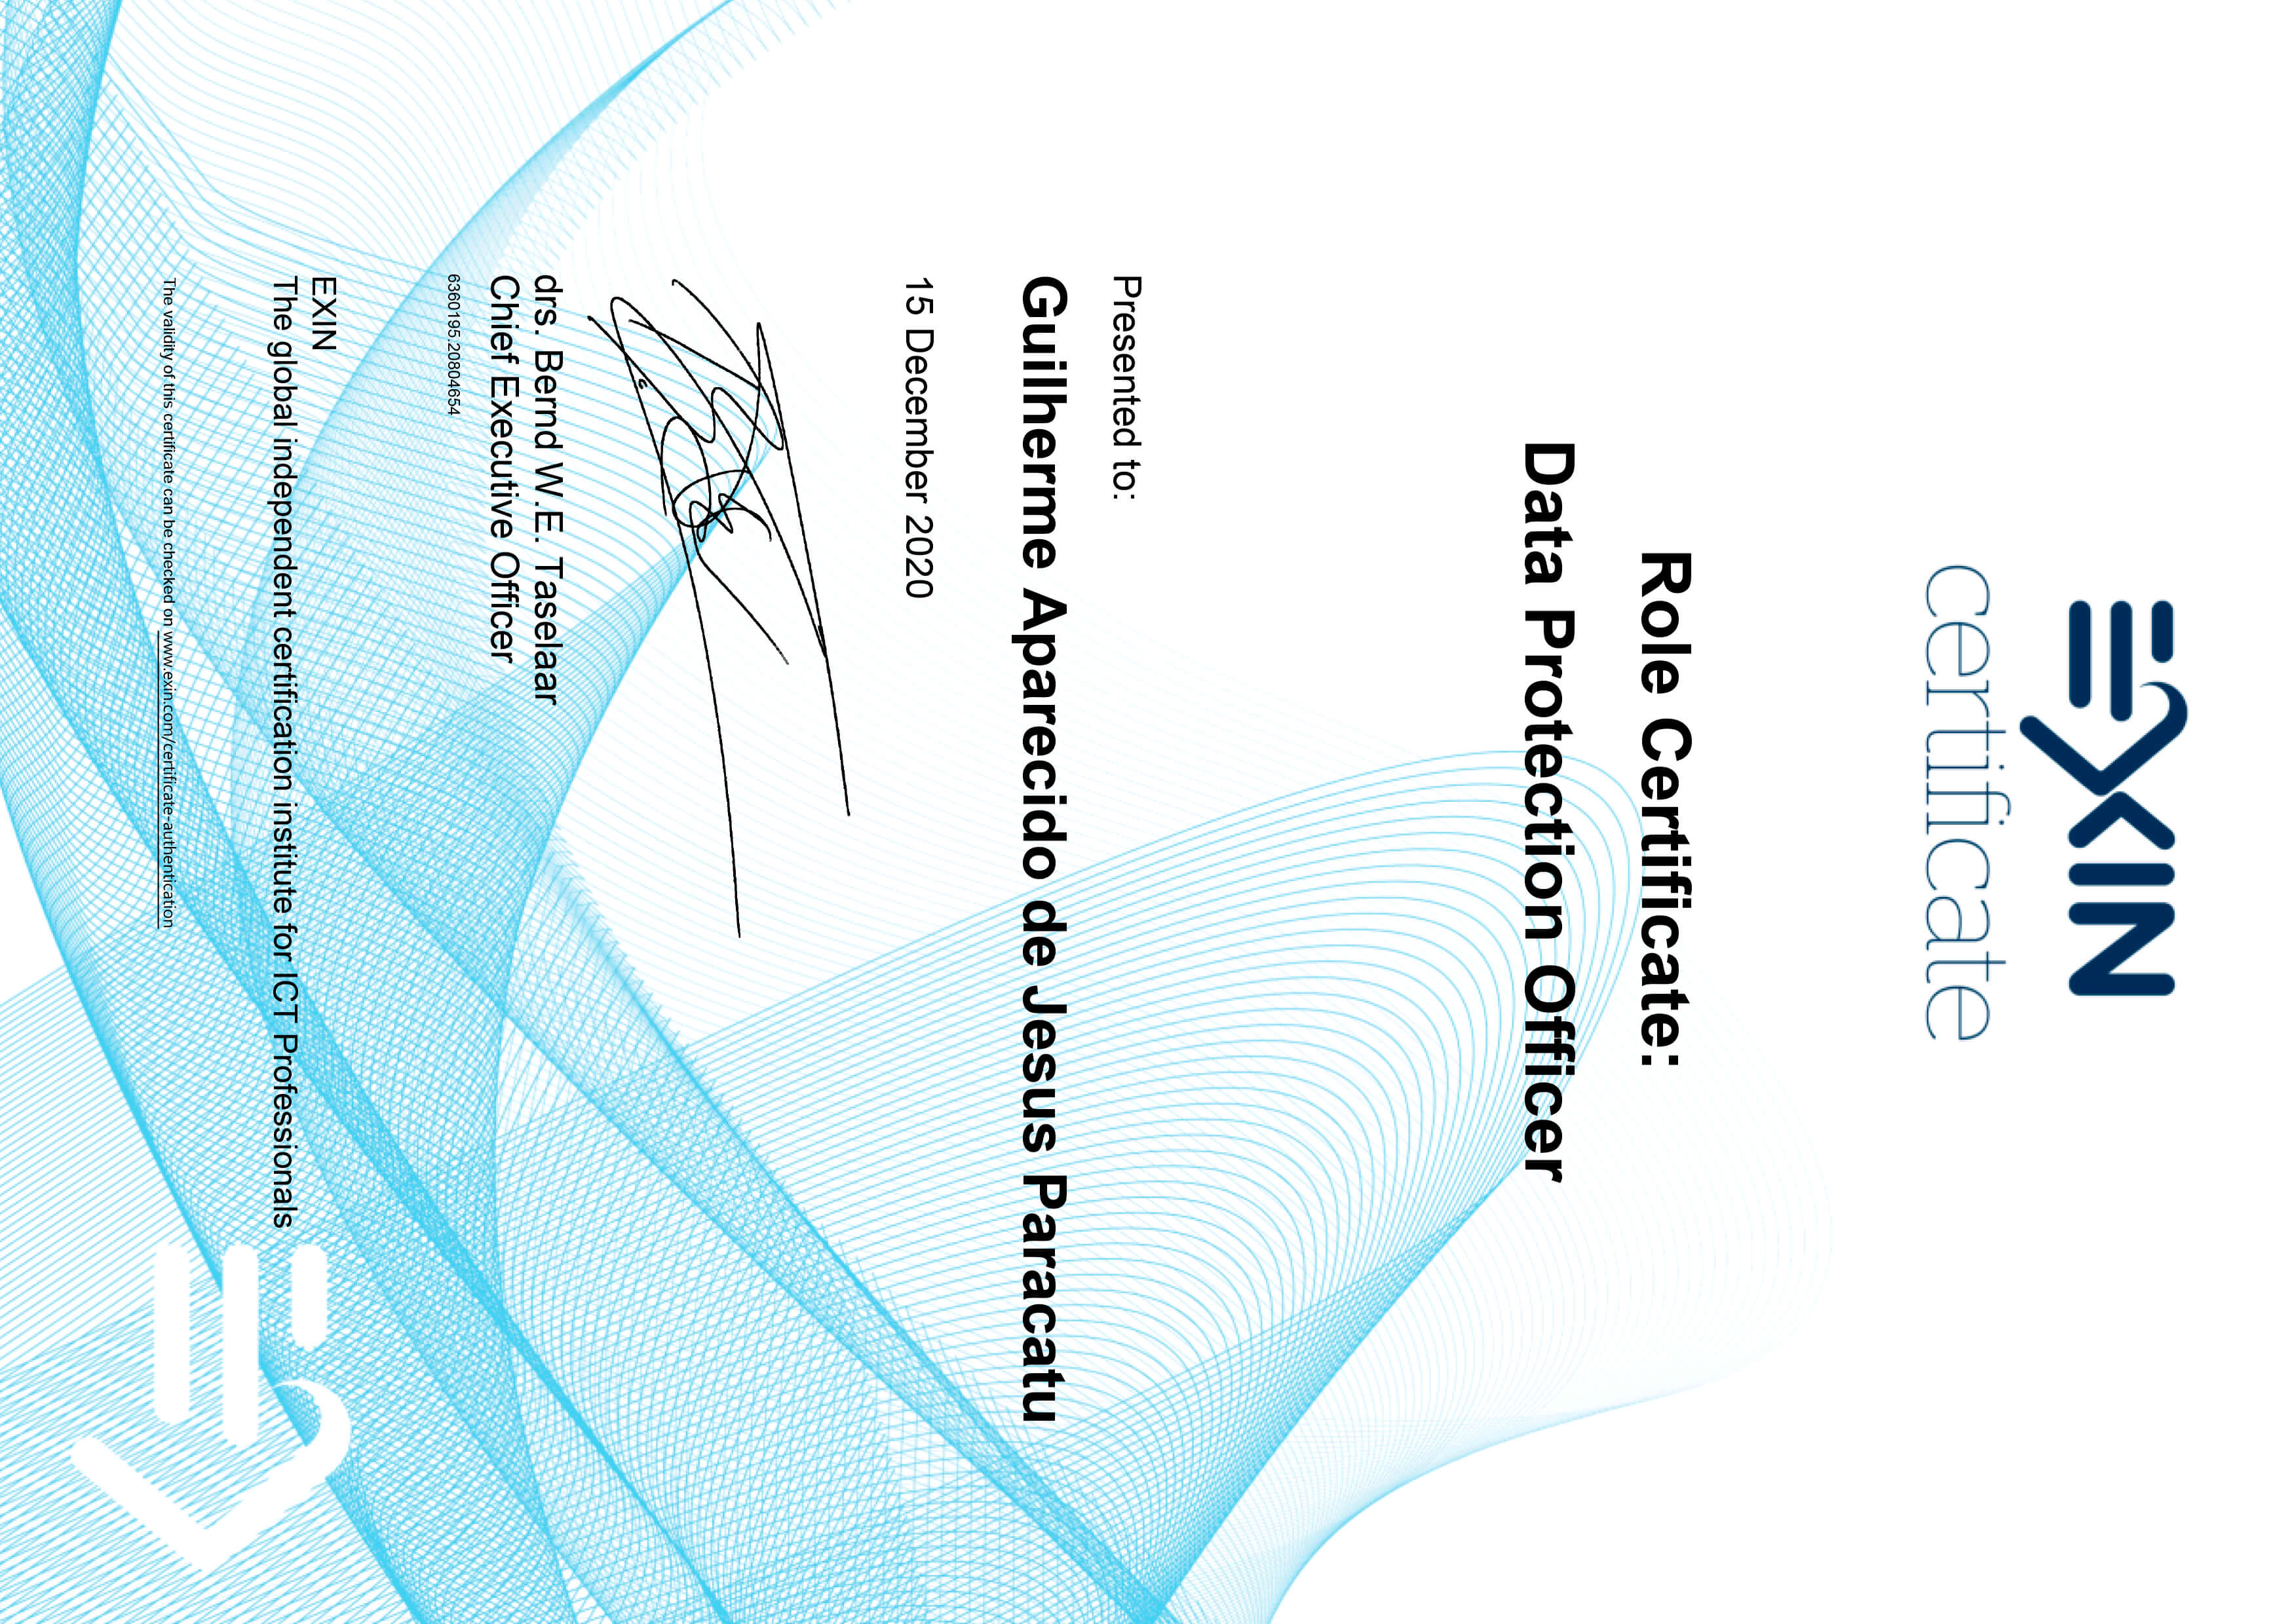 EXIN
Certificate
Role Certificate:
Data Protection Officer
Presented to:
Guilherme Aparecido de Jesus Paracatu
15 December 2020
drs. Bernd W.E. Taselaar
Chief Executive Officer
6360195.20804654
EXIN
The global independent certification institute for ICT Professionals
The validity of this certificate can be checked on www.exin.com/certificate-authentication